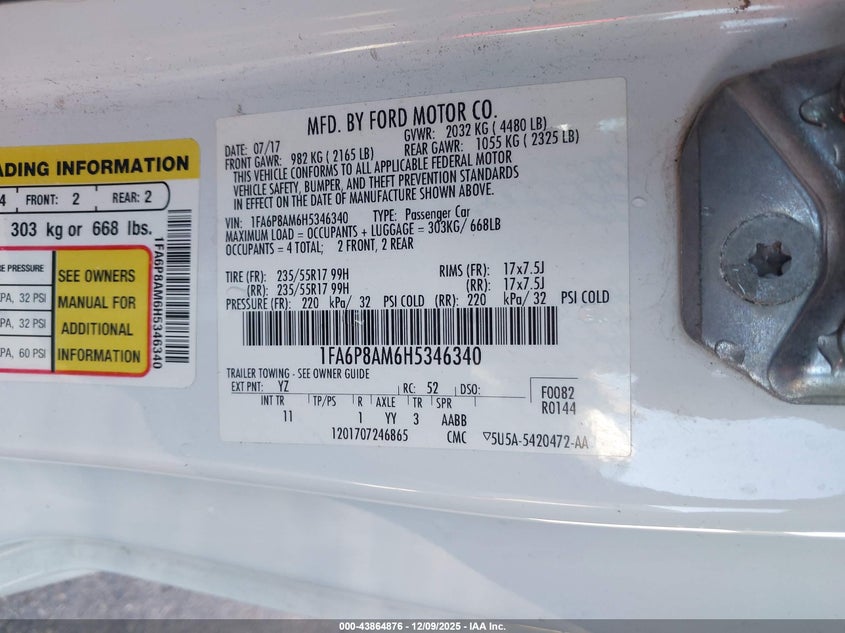 MFD. BY FORD MOTOR CO.
DATE: 07/17 GVWR: 2032 KG ( 4480 LB)
FRONT GAWR: 982 KG ( 2165 LB) REAR GAWR: 1055 KG ( 2325 LB)
THIS VEHICLE CONFORMS TO ALL APPLICABLE FEDERAL MOTOR
VEHICLE SAFETY, BUMPER, AND THEFT PREVENTION STANDARDS
IN EFFECT ON THE DATE OF MANUFACTURE SHOWN ABOVE.
VIN: 1FA6P8AM6H5346340 TYPE: Passenger Car
MAXIMUM LOAD = OCCUPANTS + LUGGAGE = 303KG/ 668LB
OCCUPANTS = 4 TOTAL; 2 FRONT, 2 REAR
TIRE (FR): 235/55R17 99H RIMS (FR): 17x7.5J
(RR): 235/55R17 99H (RR): 17x7.5J
PRESSURE (FR): 220 kPa/ 32 PSI COLD (RR): 220 kPa/ 32 PSI COLD
1FA6P8AM6H5346340
TRAILER TOWING - SEE OWNER GUIDE
EXT PNT: YZ RC: 52 DSO:
F0082
R0144
INT TR TP/PS R AXLE TR SPR
11 1 YY 3 AABB
1201707246865 CMC ▽5U5A-5420472-AA
ADING INFORMATION
4 FRONT: 2 REAR: 2
303 kg or 668 lbs.
RE PRESSURE
PA, 32 PSI
PA, 32 PSI
PA, 60 PSI
SEE OWNERS
MANUAL FOR
ADDITIONAL
INFORMATION
1FA6P8AM6H5346340
000-43864876 | 12/09/2025 - IAA Inc.